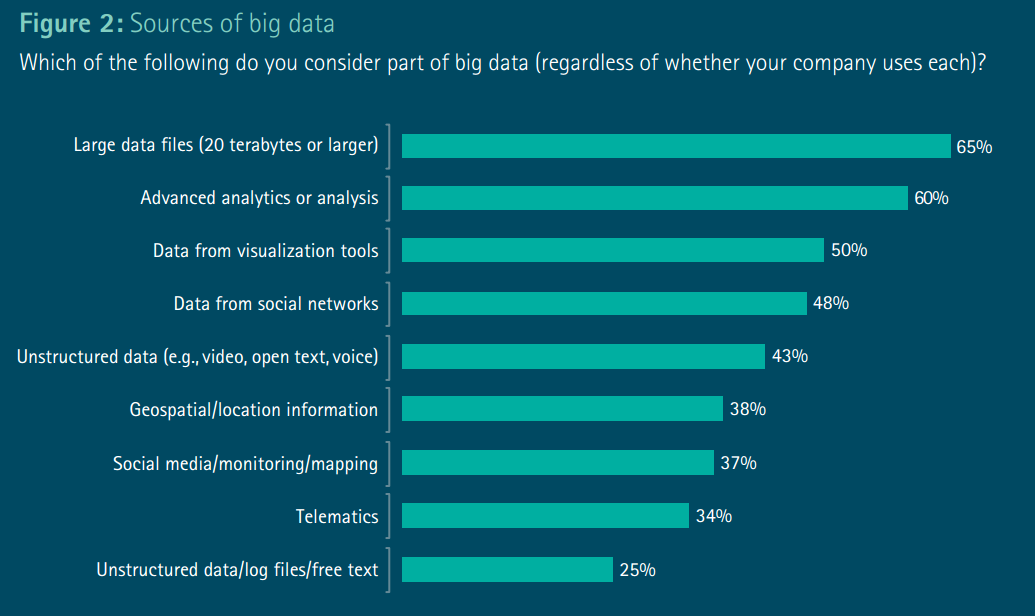 Figure 2: Sources of big data
Which of the following do you consider part of big data (regardless of whether your company uses each)?
Large data files (20 terabytes or larger) 65%
Advanced analytics or analysis 60%
Data from visualization tools 50%
Data from social networks 48%
Unstructured data (e.g., video, open text, voice) 43%
Geospatial/location information 38%
Social media/monitoring/mapping 37%
Telematics 34%
Unstructured data/log files/free text 25%